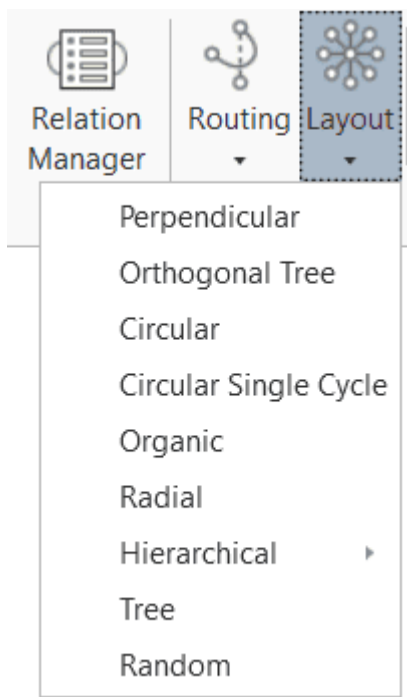 Relation
Manager
Routing
Layout
Perpendicular
Orthogonal Tree
Circular
Circular Single Cycle
Organic
Radial
Hierarchical
Tree
Random